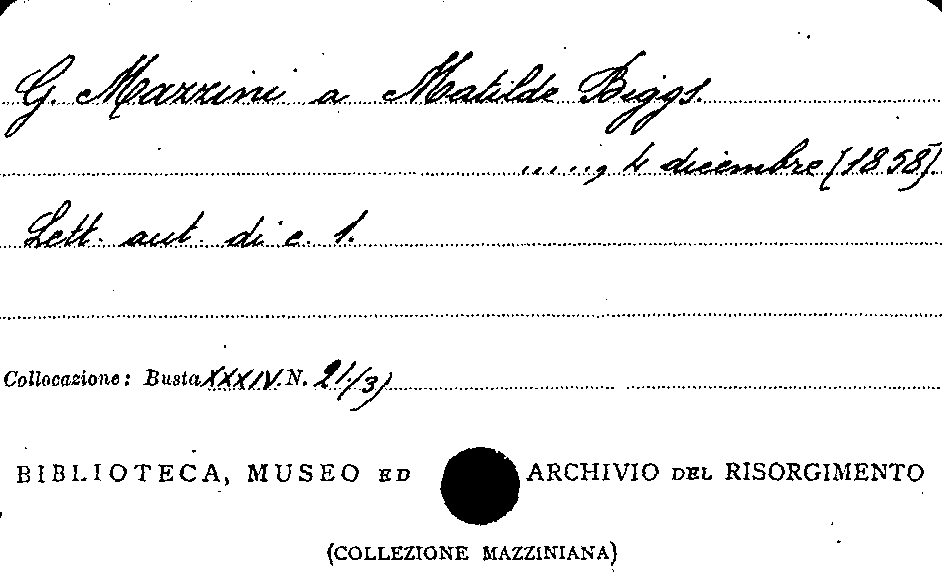 G. Mazzini a Matilde Biggs.
......, 4 dicembre [1858].
Lett. aut. di c. 1.
Collocazione: Busta XXXIV. N. 21/3)
BIBLIOTECA, MUSEO ED ARCHIVIO DEL RISORGIMENTO
(COLLEZIONE MAZZINIANA)